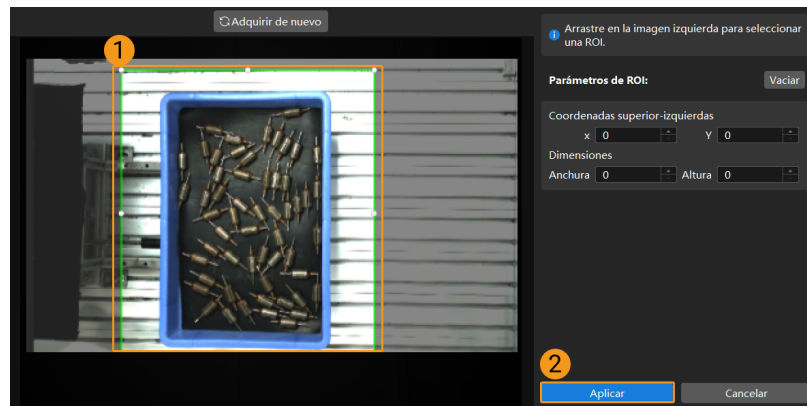 Adquirir de nuevo
1
Arrastre en la imagen izquierda para seleccionar
una ROI.
Parámetros de ROI:
Vaciar
Coordenadas superior-izquierdas
x 0 Y 0
Dimensiones
Anchura 0 Altura 0
2
Aplicar Cancelar